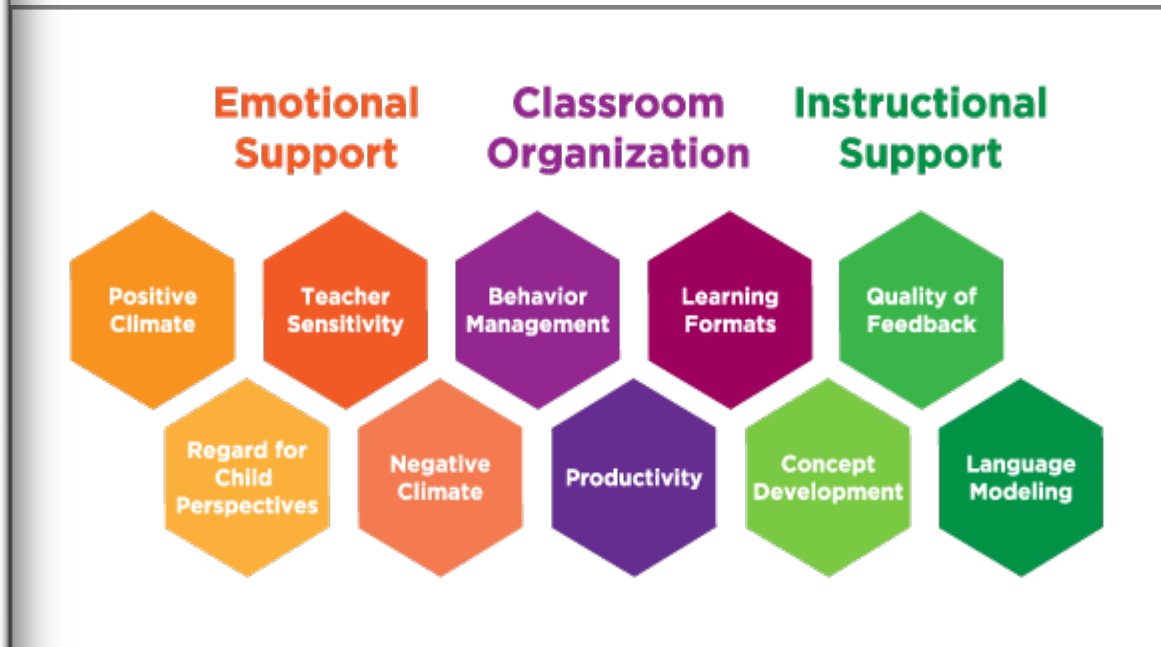 Emotional
Support
Classroom
Organization
Instructional
Support
Positive
Climate
Teacher
Sensitivity
Behavior
Management
Learning
Formats
Quality of
Feedback
Regard for
Child
Perspectives
Negative
Climate
Productivity
Concept
Development
Language
Modeling